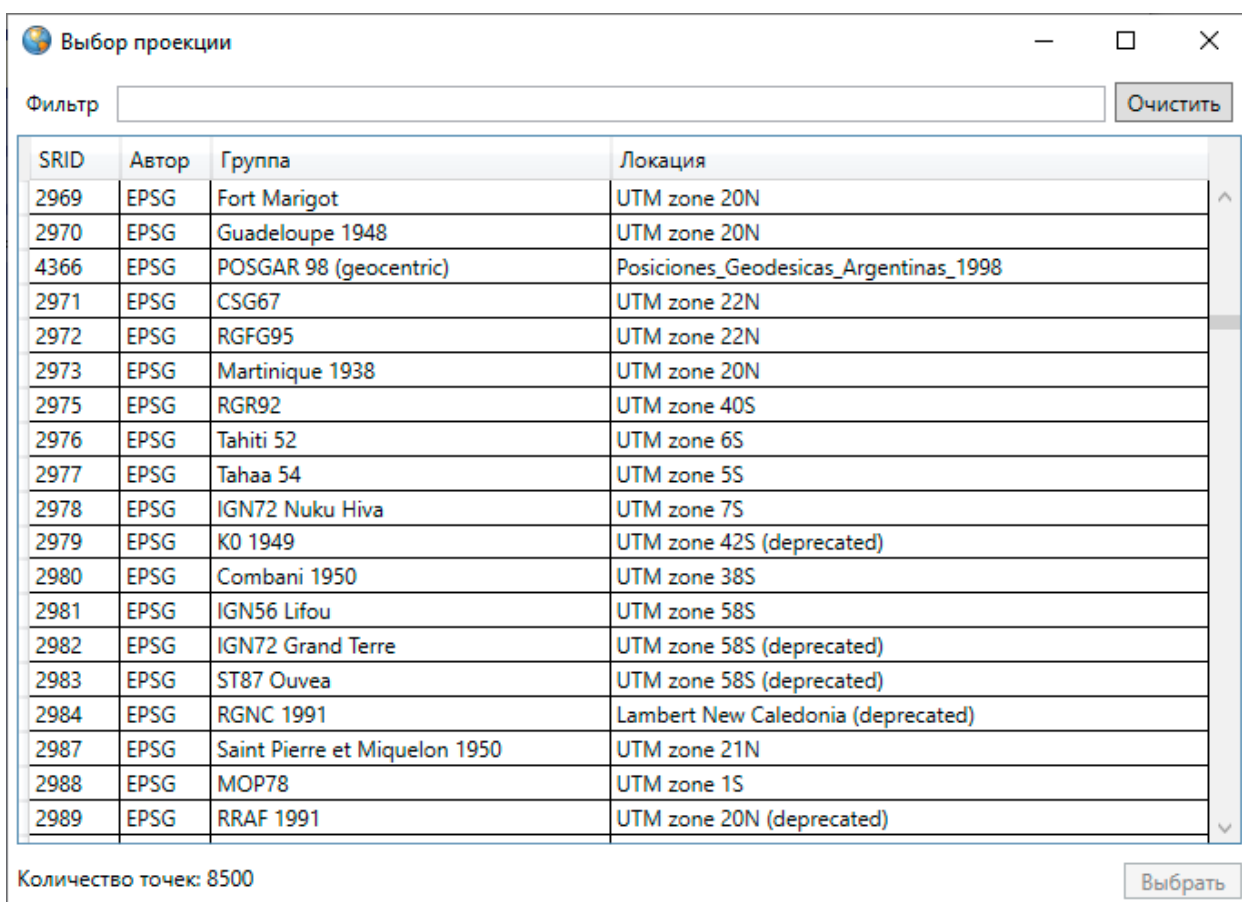 Выбор проекции
Фильтр Очистить
SRID Автор Группа Локация
2969 EPSG Fort Marigot UTM zone 20N
2970 EPSG Guadeloupe 1948 UTM zone 20N
4366 EPSG POSGAR 98 (geocentric) Posiciones_Geodesicas_Argentinas_1998
2971 EPSG CSG67 UTM zone 22N
2972 EPSG RGFG95 UTM zone 22N
2973 EPSG Martinique 1938 UTM zone 20N
2975 EPSG RGR92 UTM zone 40S
2976 EPSG Tahiti 52 UTM zone 6S
2977 EPSG Tahaa 54 UTM zone 5S
2978 EPSG IGN72 Nuku Hiva UTM zone 7S
2979 EPSG K0 1949 UTM zone 42S (deprecated)
2980 EPSG Combani 1950 UTM zone 38S
2981 EPSG IGN56 Lifou UTM zone 58S
2982 EPSG IGN72 Grand Terre UTM zone 58S (deprecated)
2983 EPSG ST87 Ouvea UTM zone 58S (deprecated)
2984 EPSG RGNC 1991 Lambert New Caledonia (deprecated)
2987 EPSG Saint Pierre et Miquelon 1950 UTM zone 21N
2988 EPSG MOP78 UTM zone 1S
2989 EPSG RRAF 1991 UTM zone 20N (deprecated)
Количество точек: 8500 Выбрать